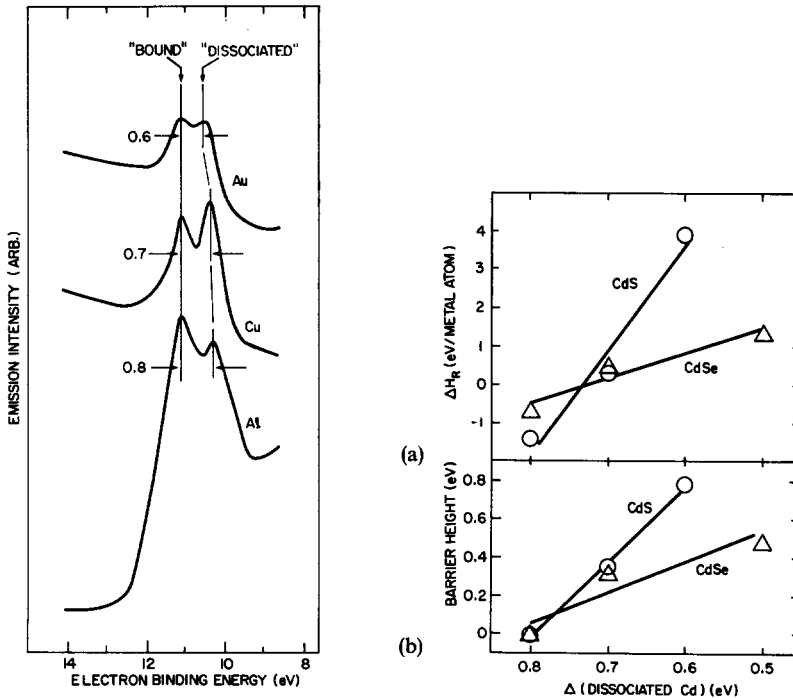 "BOUND" "DISSOCIATED"
0.6
Au
0.7
Cu
0.8
Aℓ
EMISSION INTENSITY (ARB.)
14 12 10 8
ELECTRON BINDING ENERGY (eV)
4
3
2
1
0
-1
ΔH_R (eV/METAL ATOM)
CdS
CdSe
(a)
0.8
0.6
0.4
0.2
0
BARRIER HEIGHT (eV)
CdS
CdSe
(b)
0.8 0.7 0.6 0.5
Δ (DISSOCIATED Cd) (eV)